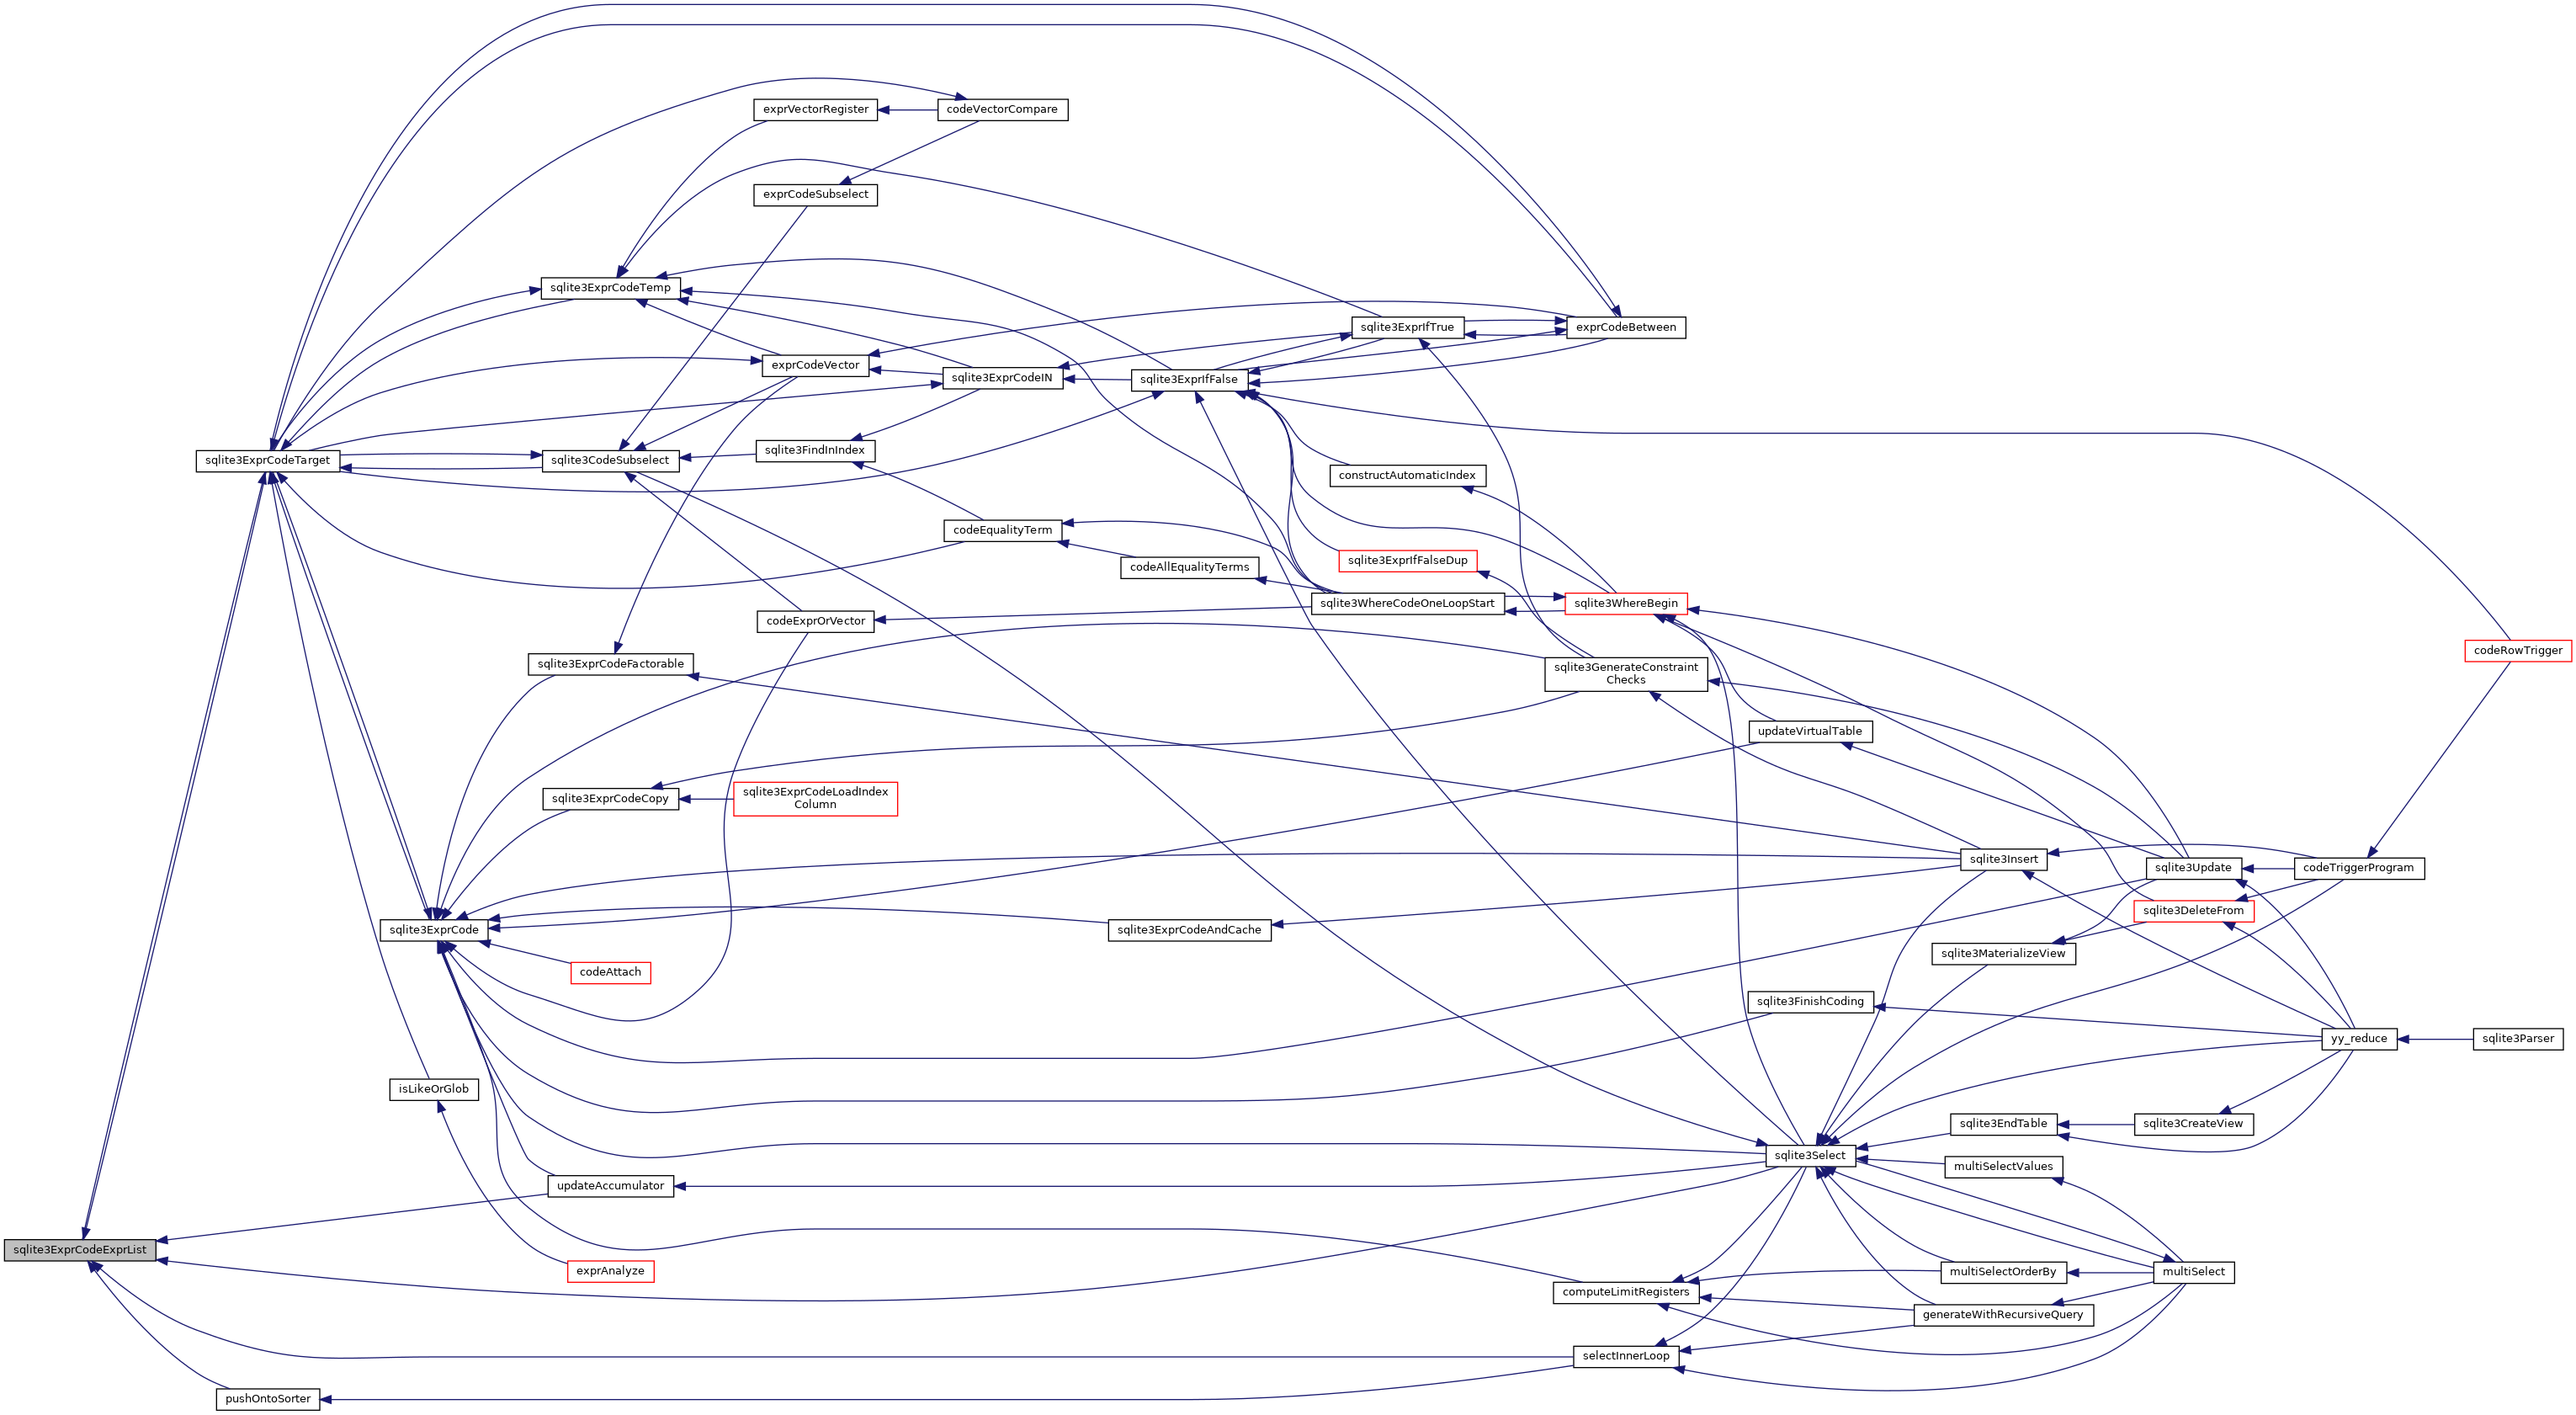 exprVectorRegister
codeVectorCompare
exprCodeSubselect
sqlite3ExprCodeTemp
sqlite3ExprIfTrue
exprCodeBetween
exprCodeVector
sqlite3ExprCodeIN
sqlite3ExprIfFalse
sqlite3ExprCodeTarget
sqlite3CodeSubselect
sqlite3FindInIndex
constructAutomaticIndex
codeEqualityTerm
sqlite3ExprIfFalseDup
codeAllEqualityTerms
sqlite3WhereCodeOneLoopStart
sqlite3WhereBegin
codeExprOrVector
codeRowTrigger
sqlite3ExprCodeFactorable
sqlite3GenerateConstraint
Checks
updateVirtualTable
sqlite3ExprCodeCopy
sqlite3ExprCodeLoadIndex
Column
sqlite3Insert
sqlite3Update
codeTriggerProgram
sqlite3DeleteFrom
sqlite3ExprCode
sqlite3ExprCodeAndCache
sqlite3MaterializeView
codeAttach
sqlite3FinishCoding
yy_reduce
sqlite3Parser
isLikeOrGlob
sqlite3EndTable
sqlite3CreateView
sqlite3Select
multiSelectValues
updateAccumulator
sqlite3ExprCodeExprList
exprAnalyze
multiSelectOrderBy
multiSelect
computeLimitRegisters
generateWithRecursiveQuery
selectInnerLoop
pushOntoSorter